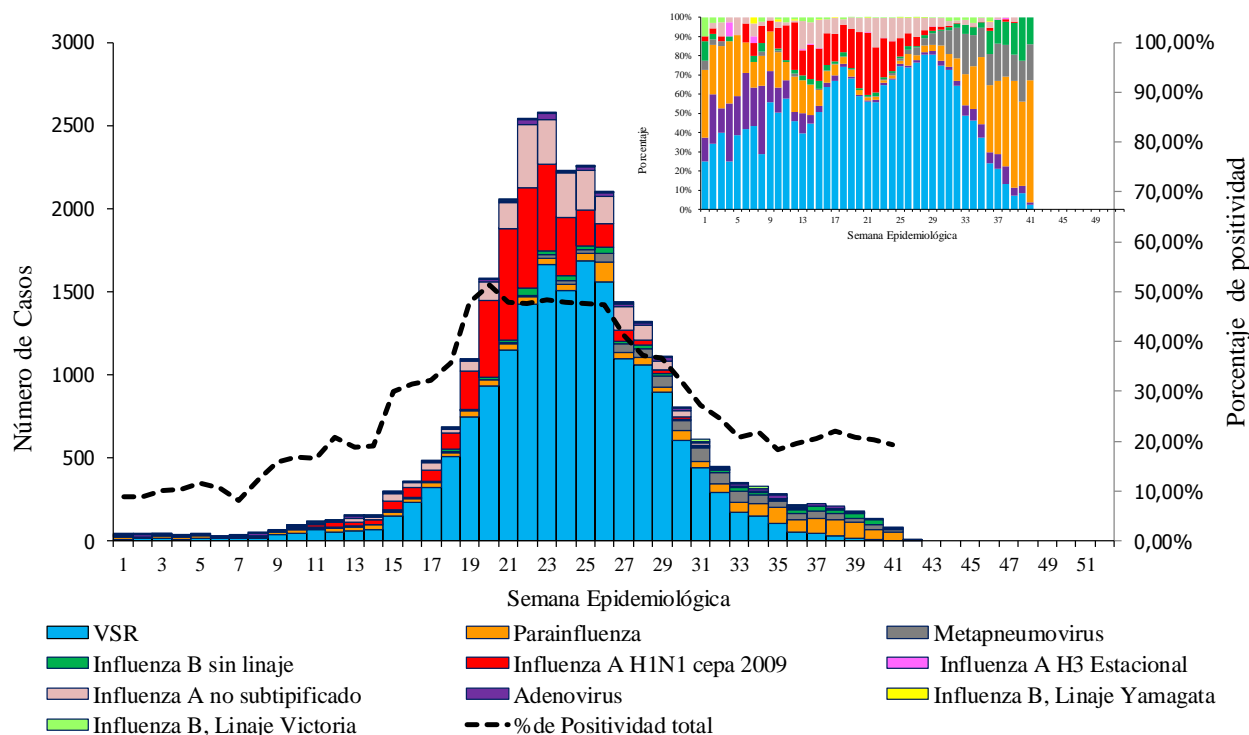 3000
2500
2000
1500
1000
500
0
Número de Casos
1 3 5 7 9 11 13 15 17 19 21 23 25 27 29 31 33 35 37 39 41 43 45 47 49 51
Semana Epidemiológica
100,00%
90,00%
80,00%
70,00%
60,00%
50,00%
40,00%
30,00%
20,00%
10,00%
0,00%
Porcentaje de positividad
100%
90%
80%
70%
60%
50%
40%
30%
20%
10%
0%
Porcentaje
1 5 9 13 17 21 25 29 33 37 41 45 49
Semana Epidemiológica
VSR
Parainfluenza
Metapneumovirus
Influenza B sin linaje
Influenza A H1N1 cepa 2009
Influenza A H3 Estacional
Influenza A no subtipificado
Adenovirus
Influenza B, Linaje Yamagata
Influenza B, Linaje Victoria
% de Positividad total